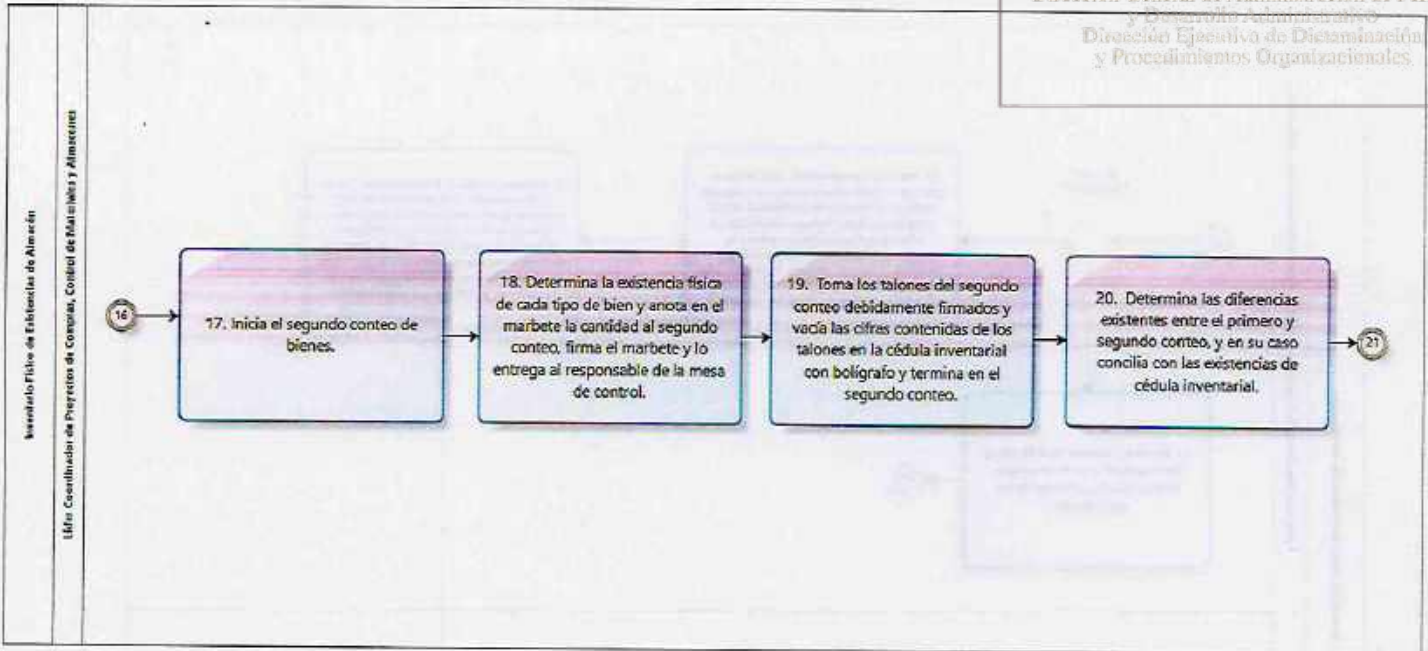 y Desarrollo Administrativo
Dirección Ejecutiva de Dictaminación
y Procedimientos Organizacionales
Inventario Físico de Existencias de Almacén
Líder Coordinador de Proyectos de Compras, Control de Materiales y Almacenes
16
17. Inicia el segundo conteo de
bienes.
18. Determina la existencia física
de cada tipo de bien y anota en el
marbete la cantidad al segundo
conteo, firma el marbete y lo
entrega al responsable de la mesa
de control.
19. Toma los talones del segundo
conteo debidamente firmados y
vacía las cifras contenidas de los
talones en la cédula inventarial
con bolígrafo y termina en el
segundo conteo.
20. Determina las diferencias
existentes entre el primero y
segundo conteo, y en su caso
concilia con las existencias de
cédula inventarial.
21